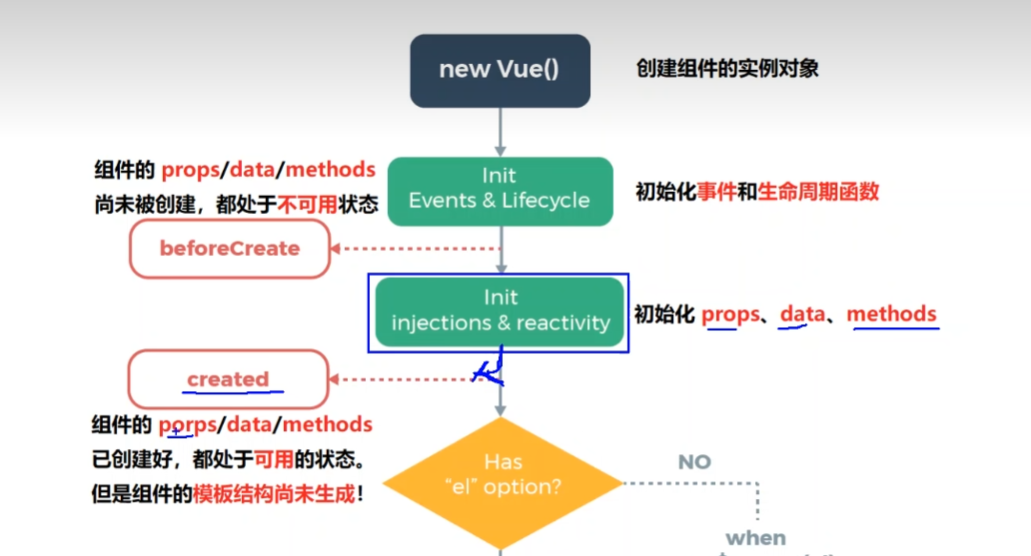 new Vue()
创建组件的实例对象
组件的 props/data/methods
尚未被创建，都处于不可用状态
Init
Events & Lifecycle
初始化事件和生命周期函数
beforeCreate
Init
injections & reactivity
初始化 props、data、methods
created
组件的 porps/data/methods
已创建好，都处于可用的状态。
但是组件的模板结构尚未生成！
Has
“el” option?
NO
when